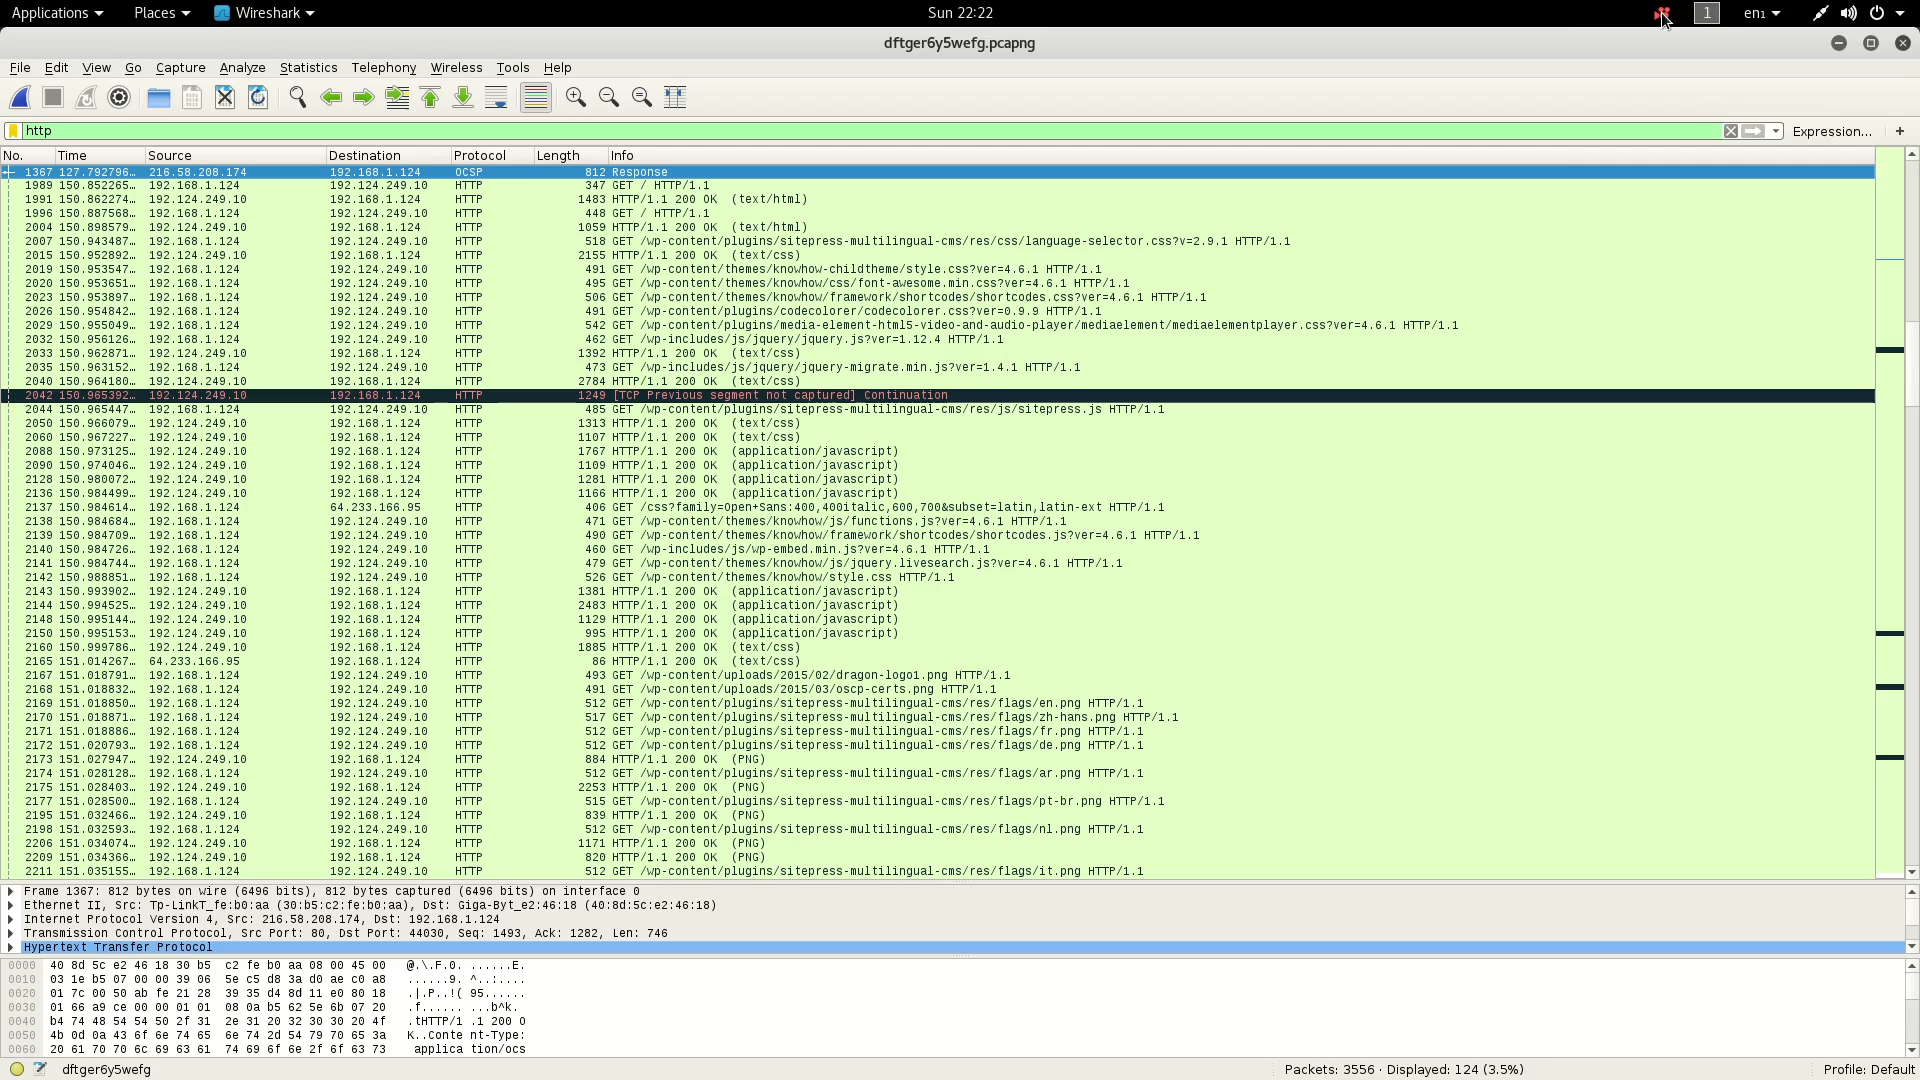 Applications Places Wireshark Sun 22:22 1 en₁
dftger6y5wefg.pcapng
File Edit View Go Capture Analyze Statistics Telephony Wireless Tools Help
http Expression... +
No. Time Source Destination Protocol Length Info
1367 127.792796… 216.58.208.174 192.168.1.124 OCSP 812 Response
1989 150.852265… 192.168.1.124 192.124.249.10 HTTP 347 GET / HTTP/1.1
1991 150.862274… 192.124.249.10 192.168.1.124 HTTP 1483 HTTP/1.1 200 OK (text/html)
1996 150.887568… 192.168.1.124 192.124.249.10 HTTP 448 GET / HTTP/1.1
2004 150.898579… 192.124.249.10 192.168.1.124 HTTP 1059 HTTP/1.1 200 OK (text/html)
2007 150.943487… 192.168.1.124 192.124.249.10 HTTP 518 GET /wp-content/plugins/sitepress-multilingual-cms/res/css/language-selector.css?v=2.9.1 HTTP/1.1
2015 150.952892… 192.124.249.10 192.168.1.124 HTTP 2155 HTTP/1.1 200 OK (text/css)
2019 150.953547… 192.168.1.124 192.124.249.10 HTTP 491 GET /wp-content/themes/knowhow-childtheme/style.css?ver=4.6.1 HTTP/1.1
2020 150.953651… 192.168.1.124 192.124.249.10 HTTP 495 GET /wp-content/themes/knowhow/css/font-awesome.min.css?ver=4.6.1 HTTP/1.1
2023 150.953897… 192.168.1.124 192.124.249.10 HTTP 506 GET /wp-content/themes/knowhow/framework/shortcodes/shortcodes.css?ver=4.6.1 HTTP/1.1
2026 150.954842… 192.168.1.124 192.124.249.10 HTTP 491 GET /wp-content/plugins/codecolorer/codecolorer.css?ver=0.9.9 HTTP/1.1
2029 150.955049… 192.168.1.124 192.124.249.10 HTTP 542 GET /wp-content/plugins/media-element-html5-video-and-audio-player/mediaelement/mediaelementplayer.css?ver=4.6.1 HTTP/1.1
2032 150.956126… 192.168.1.124 192.124.249.10 HTTP 462 GET /wp-includes/js/jquery/jquery.js?ver=1.12.4 HTTP/1.1
2033 150.962871… 192.124.249.10 192.168.1.124 HTTP 1392 HTTP/1.1 200 OK (text/css)
2035 150.963152… 192.168.1.124 192.124.249.10 HTTP 473 GET /wp-includes/js/jquery/jquery-migrate.min.js?ver=1.4.1 HTTP/1.1
2040 150.964180… 192.124.249.10 192.168.1.124 HTTP 2784 HTTP/1.1 200 OK (text/css)
2042 150.965392… 192.124.249.10 192.168.1.124 HTTP 1249 [TCP Previous segment not captured] Continuation
2044 150.965447… 192.168.1.124 192.124.249.10 HTTP 485 GET /wp-content/plugins/sitepress-multilingual-cms/res/js/sitepress.js HTTP/1.1
2050 150.966079… 192.124.249.10 192.168.1.124 HTTP 1313 HTTP/1.1 200 OK (text/css)
2060 150.967227… 192.124.249.10 192.168.1.124 HTTP 1107 HTTP/1.1 200 OK (text/css)
2088 150.973125… 192.124.249.10 192.168.1.124 HTTP 1767 HTTP/1.1 200 OK (application/javascript)
2090 150.974046… 192.124.249.10 192.168.1.124 HTTP 1109 HTTP/1.1 200 OK (application/javascript)
2128 150.980072… 192.124.249.10 192.168.1.124 HTTP 1281 HTTP/1.1 200 OK (application/javascript)
2136 150.984499… 192.124.249.10 192.168.1.124 HTTP 1166 HTTP/1.1 200 OK (application/javascript)
2137 150.984614… 192.168.1.124 64.233.166.95 HTTP 406 GET /css?family=Open+Sans:400,400italic,600,700&subset=latin,latin-ext HTTP/1.1
2138 150.984684… 192.168.1.124 192.124.249.10 HTTP 471 GET /wp-content/themes/knowhow/js/functions.js?ver=4.6.1 HTTP/1.1
2139 150.984709… 192.168.1.124 192.124.249.10 HTTP 490 GET /wp-content/themes/knowhow/framework/shortcodes/shortcodes.js?ver=4.6.1 HTTP/1.1
2140 150.984726… 192.168.1.124 192.124.249.10 HTTP 460 GET /wp-includes/js/wp-embed.min.js?ver=4.6.1 HTTP/1.1
2141 150.984744… 192.168.1.124 192.124.249.10 HTTP 479 GET /wp-content/themes/knowhow/js/jquery.livesearch.js?ver=4.6.1 HTTP/1.1
2142 150.988851… 192.168.1.124 192.124.249.10 HTTP 526 GET /wp-content/themes/knowhow/style.css HTTP/1.1
2143 150.993902… 192.124.249.10 192.168.1.124 HTTP 1381 HTTP/1.1 200 OK (application/javascript)
2144 150.994525… 192.124.249.10 192.168.1.124 HTTP 2483 HTTP/1.1 200 OK (application/javascript)
2148 150.995144… 192.124.249.10 192.168.1.124 HTTP 1129 HTTP/1.1 200 OK (application/javascript)
2150 150.995153… 192.124.249.10 192.168.1.124 HTTP 995 HTTP/1.1 200 OK (application/javascript)
2160 150.999786… 192.124.249.10 192.168.1.124 HTTP 1885 HTTP/1.1 200 OK (text/css)
2165 151.014267… 64.233.166.95 192.168.1.124 HTTP 86 HTTP/1.1 200 OK (text/css)
2167 151.018791… 192.168.1.124 192.124.249.10 HTTP 493 GET /wp-content/uploads/2015/02/dragon-logo1.png HTTP/1.1
2168 151.018832… 192.168.1.124 192.124.249.10 HTTP 491 GET /wp-content/uploads/2015/03/oscp-certs.png HTTP/1.1
2169 151.018850… 192.168.1.124 192.124.249.10 HTTP 512 GET /wp-content/plugins/sitepress-multilingual-cms/res/flags/en.png HTTP/1.1
2170 151.018871… 192.168.1.124 192.124.249.10 HTTP 517 GET /wp-content/plugins/sitepress-multilingual-cms/res/flags/zh-hans.png HTTP/1.1
2171 151.018886… 192.168.1.124 192.124.249.10 HTTP 512 GET /wp-content/plugins/sitepress-multilingual-cms/res/flags/fr.png HTTP/1.1
2172 151.020793… 192.168.1.124 192.124.249.10 HTTP 512 GET /wp-content/plugins/sitepress-multilingual-cms/res/flags/de.png HTTP/1.1
2173 151.027947… 192.124.249.10 192.168.1.124 HTTP 884 HTTP/1.1 200 OK (PNG)
2174 151.028128… 192.168.1.124 192.124.249.10 HTTP 512 GET /wp-content/plugins/sitepress-multilingual-cms/res/flags/ar.png HTTP/1.1
2175 151.028403… 192.124.249.10 192.168.1.124 HTTP 2253 HTTP/1.1 200 OK (PNG)
2177 151.028500… 192.168.1.124 192.124.249.10 HTTP 515 GET /wp-content/plugins/sitepress-multilingual-cms/res/flags/pt-br.png HTTP/1.1
2195 151.032466… 192.124.249.10 192.168.1.124 HTTP 839 HTTP/1.1 200 OK (PNG)
2198 151.032593… 192.168.1.124 192.124.249.10 HTTP 512 GET /wp-content/plugins/sitepress-multilingual-cms/res/flags/nl.png HTTP/1.1
2206 151.034074… 192.124.249.10 192.168.1.124 HTTP 1171 HTTP/1.1 200 OK (PNG)
2209 151.034366… 192.124.249.10 192.168.1.124 HTTP 820 HTTP/1.1 200 OK (PNG)
2211 151.035155… 192.168.1.124 192.124.249.10 HTTP 512 GET /wp-content/plugins/sitepress-multilingual-cms/res/flags/it.png HTTP/1.1
Frame 1367: 812 bytes on wire (6496 bits), 812 bytes captured (6496 bits) on interface 0
Ethernet II, Src: Tp-LinkT_fe:b0:aa (30:b5:c2:fe:b0:aa), Dst: Giga-Byt_e2:46:18 (40:8d:5c:e2:46:18)
Internet Protocol Version 4, Src: 216.58.208.174, Dst: 192.168.1.124
Transmission Control Protocol, Src Port: 80, Dst Port: 44030, Seq: 1493, Ack: 1282, Len: 746
Hypertext Transfer Protocol
0000 40 8d 5c e2 46 18 30 b5 c2 fe b0 aa 08 00 45 00 @.\.F.0. ......E.
0010 03 1e b5 07 00 00 39 06 5e c5 d8 3a d0 ae c0 a8 ......9. ^..:....
0020 01 7c 00 50 ab fe 21 28 39 35 d4 8d 11 e0 80 18 .|.P..!( 95......
0030 01 66 a9 ce 00 00 01 01 08 0a b5 62 5e 6b 07 20 .f...... ...b^k.
0040 b4 74 48 54 54 50 2f 31 2e 31 20 32 30 30 20 4f .tHTTP/1 .1 200 O
0050 4b 0d 0a 43 6f 6e 74 65 6e 74 2d 54 79 70 65 3a K..Conte nt-Type:
0060 20 61 70 70 6c 69 63 61 74 69 6f 6e 2f 6f 63 73 applica tion/ocs
dftger6y5wefg Packets: 3556 · Displayed: 124 (3.5%) Profile: Default